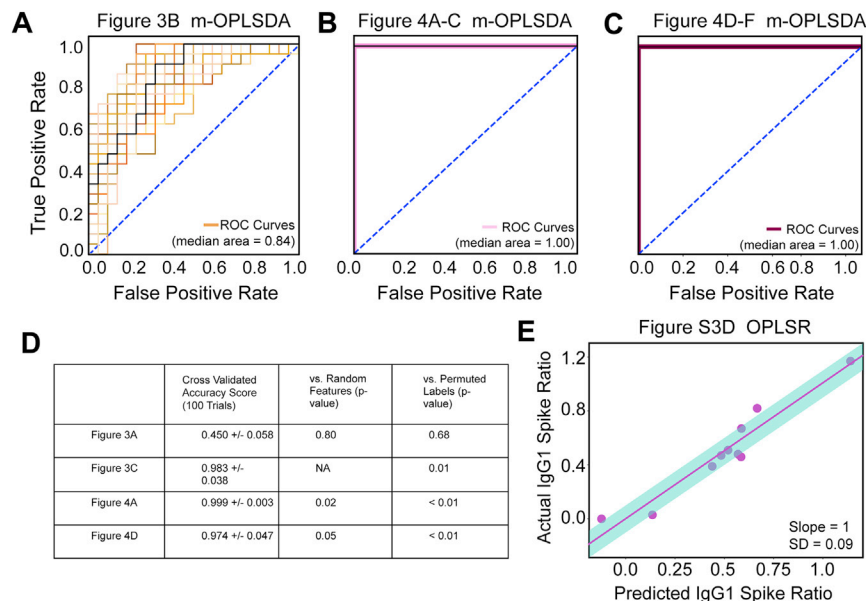 A
Figure 3B m-OPLSDA
True Positive Rate
1.0
0.8
0.6
0.4
0.2
0.0
ROC Curves
(median area = 0.84)
0.0 0.2 0.4 0.6 0.8 1.0
False Positive Rate
B
Figure 4A-C m-OPLSDA
ROC Curves
(median area = 1.00)
0.0 0.2 0.4 0.6 0.8 1.0
False Positive Rate
C
Figure 4D-F m-OPLSDA
ROC Curves
(median area = 1.00)
0.0 0.2 0.4 0.6 0.8 1.0
False Positive Rate
D
Cross Validated
Accuracy Score
(100 Trials)
vs. Random
Features (p-
value)
vs. Permuted
Labels (p-
value)
Figure 3A
0.450 +/- 0.058
0.80
0.68
Figure 3C
0.983 +/-
0.038
NA
0.01
Figure 4A
0.999 +/- 0.003
0.02
< 0.01
Figure 4D
0.974 +/- 0.047
0.05
< 0.01
E
Figure S3D OPLSR
Actual IgG1 Spike Ratio
1.2
0.8
0.4
0.0
Slope = 1
SD = 0.09
0.0 0.25 0.5 0.75 1.0
Predicted IgG1 Spike Ratio